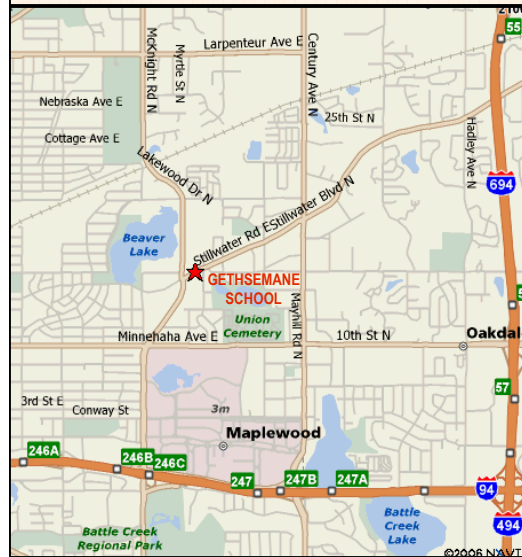 55
Larpenteur Ave E
McKnight Rd N
Myrtle St N
Century Ave N
Nebraska Ave E
25th St N
Hadley Ave N
Cottage Ave E
Lakewood Dr N
694
Stillwater Rd E
Stillwater Blvd N
Beaver
Lake
GETHSEMANE
SCHOOL
Mayhill Rd N
Union
Cemetery
Minnehaha Ave E
10th St N
Oakdale
57
3rd St E
Conway St
3m
Maplewood
246A
246B
246C
247
247B
247A
94
494
Battle Creek
Regional Park
Battle
Creek
Lake